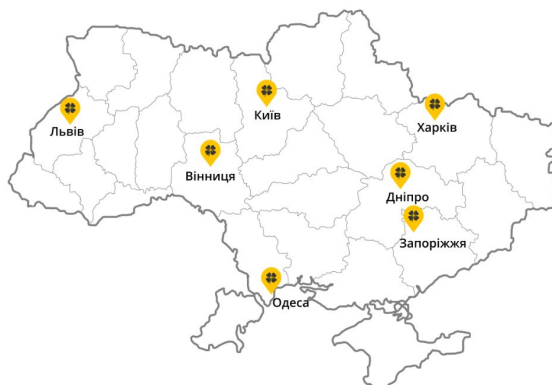 Київ
Львів
Харків
Вінниця
Дніпро
Запоріжжя
Одеса